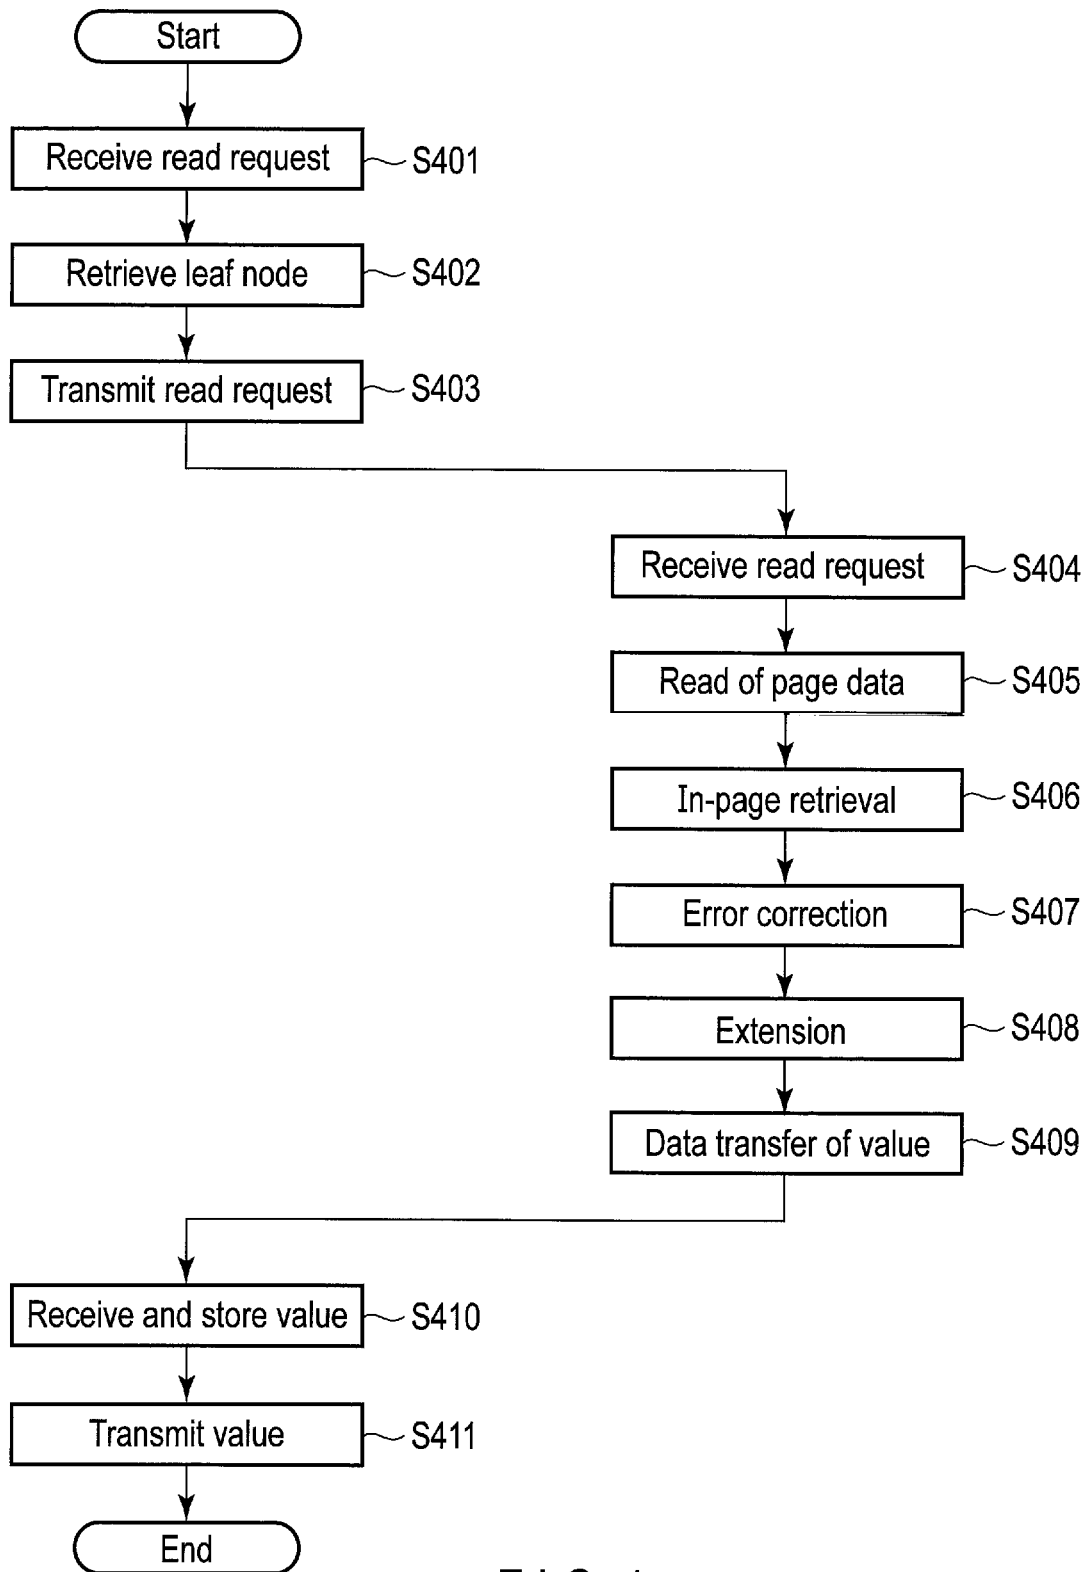 Start
Receive read request S401
Retrieve leaf node S402
Transmit read request S403
Receive read request S404
Read of page data S405
In-page retrieval S406
Error correction S407
Extension S408
Data transfer of value S409
Receive and store value S410
Transmit value S411
End